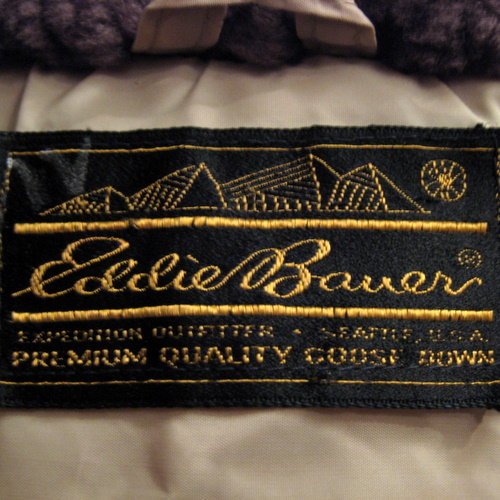 Eddie Bauer ®
EXPEDITION OUTFITTER • SEATTLE, U.S.A.
PREMIUM QUALITY GOOSE DOWN